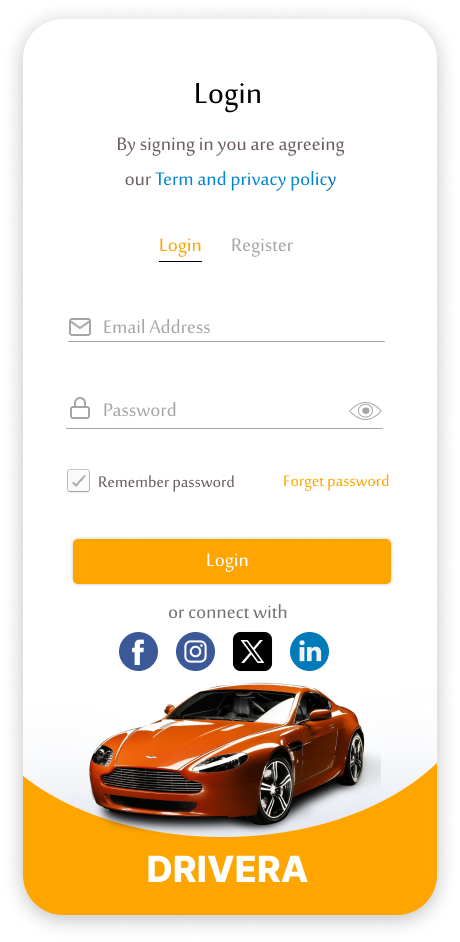 Login
By signing in you are agreeing
our Term and privacy policy
Login Register
Email Address
Password
Remember password Forget password
Login
or connect with
DRIVERA